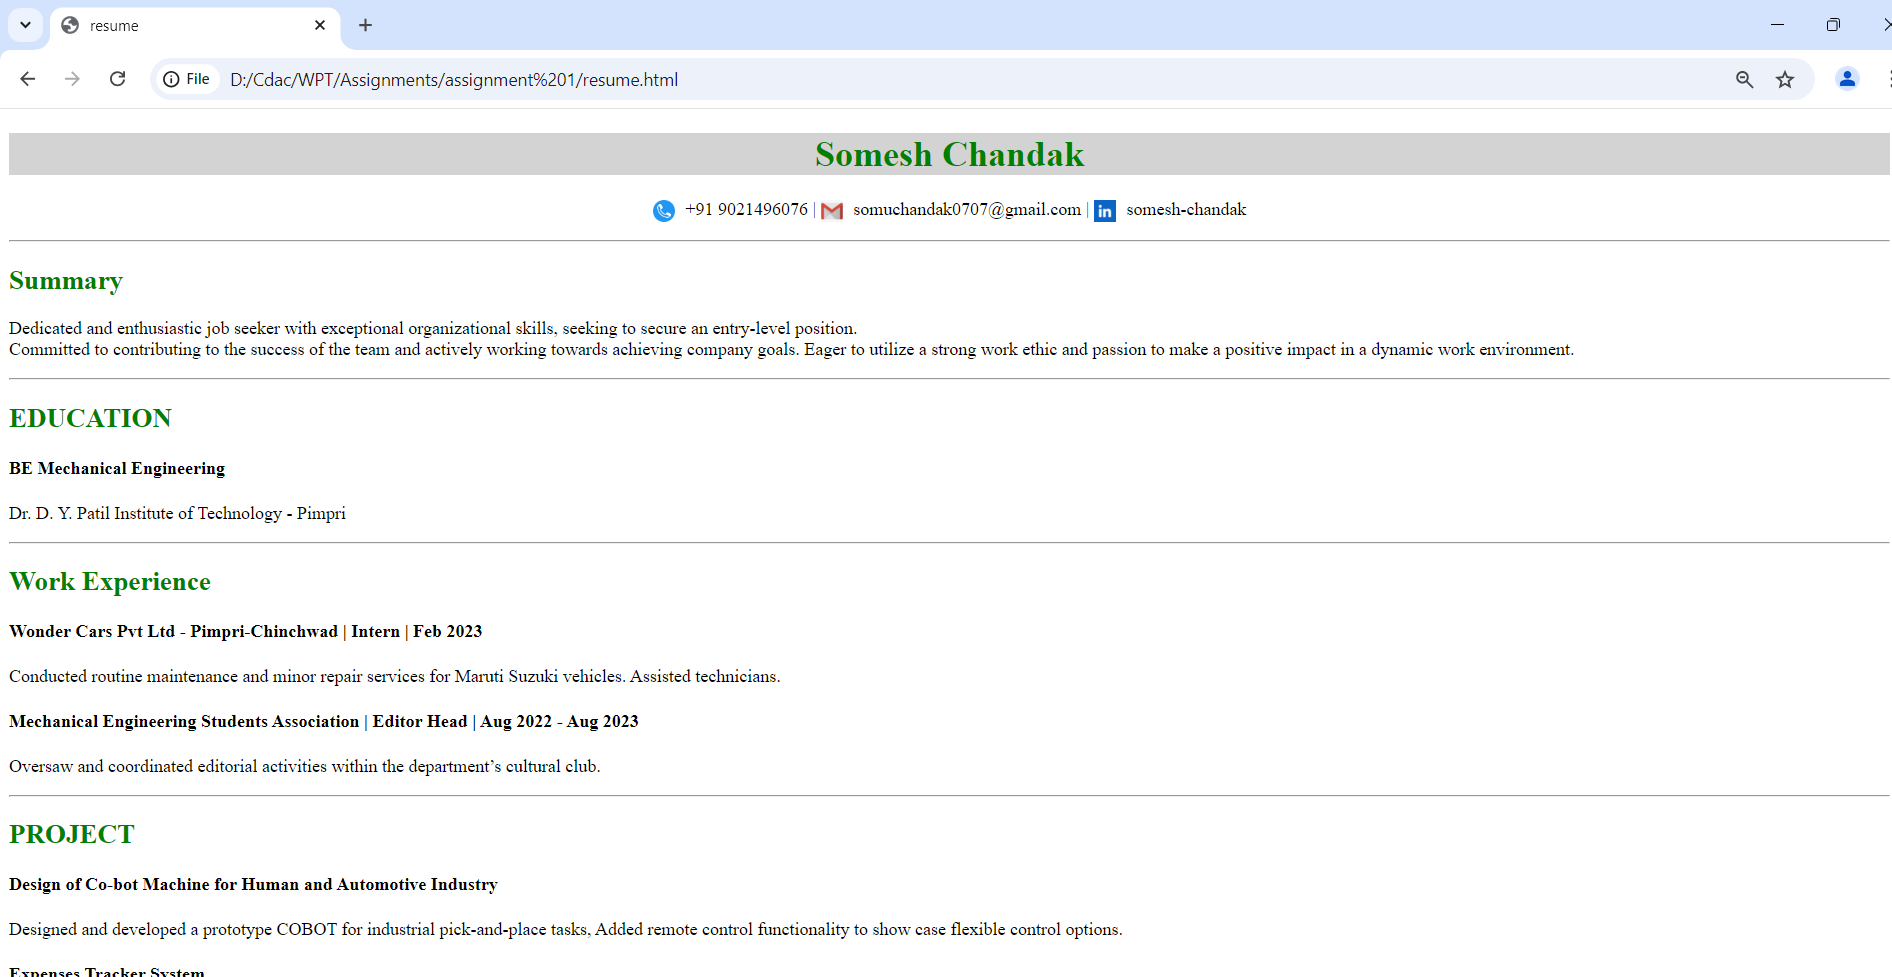 resume
File D:/Cdac/WPT/Assignments/assignment%201/resume.html
Somesh Chandak
+91 9021496076 | somuchandak0707@gmail.com | in somesh-chandak
Summary
Dedicated and enthusiastic job seeker with exceptional organizational skills, seeking to secure an entry-level position.
Committed to contributing to the success of the team and actively working towards achieving company goals. Eager to utilize a strong work ethic and passion to make a positive impact in a dynamic work environment.
EDUCATION
BE Mechanical Engineering
Dr. D. Y. Patil Institute of Technology - Pimpri
Work Experience
Wonder Cars Pvt Ltd - Pimpri-Chinchwad | Intern | Feb 2023
Conducted routine maintenance and minor repair services for Maruti Suzuki vehicles. Assisted technicians.
Mechanical Engineering Students Association | Editor Head | Aug 2022 - Aug 2023
Oversaw and coordinated editorial activities within the department’s cultural club.
PROJECT
Design of Co-bot Machine for Human and Automotive Industry
Designed and developed a prototype COBOT for industrial pick-and-place tasks, Added remote control functionality to show case flexible control options.
Expenses Tracker System